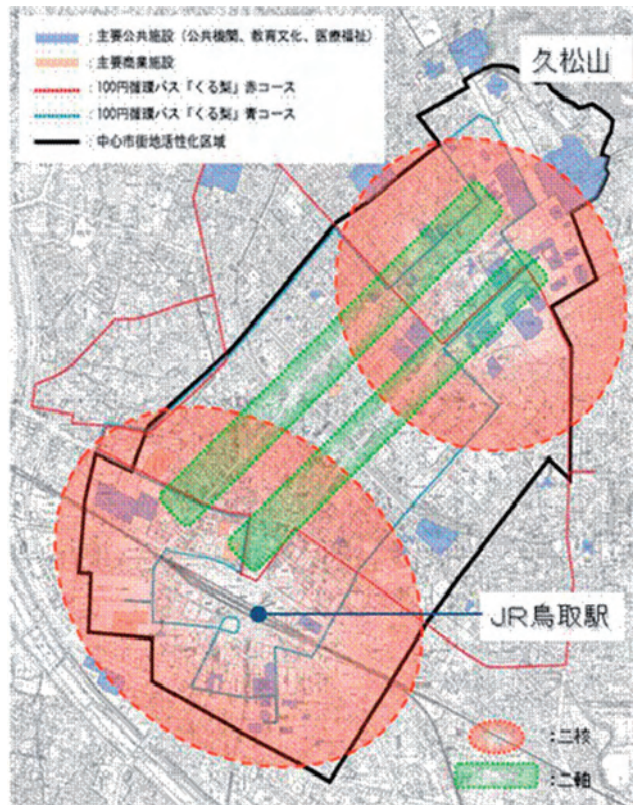 ：主要公共施設（公共機関、教育文化、医療福祉）
：主要商業施設
：100円循環バス「くる梨」赤コース
：100円循環バス「くる梨」青コース
：中心市街地活性化区域
久松山
JR鳥取駅
：二核
：二軸